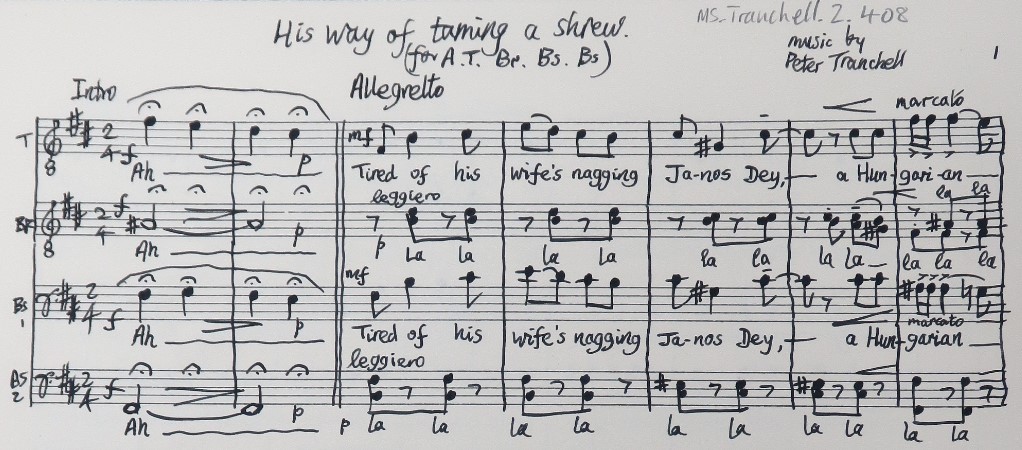 MS. Tranchell. 2. 408
His way of taming a shrew.
(for A.T. Br. Bs. Bs)
music by
Peter Tranchell
1
Intro
Allegretto
marcato
T
8
2
4
f
p
mf
Ah
Tired of his wife's nagging Ja-nos Dey,— a Hun-gari-an
leggiero
la la
Br
8
2
4
f
p
p
Ah
La La la la la la la La la la la
Bs
1
2
4
f
p
mf
marcato
Ah
Tired of his wife's nagging Ja-nos Dey,— a Hun-garian
leggiero
Bs
2
2
4
f
p
p
Ah
La La La La La La La La La La